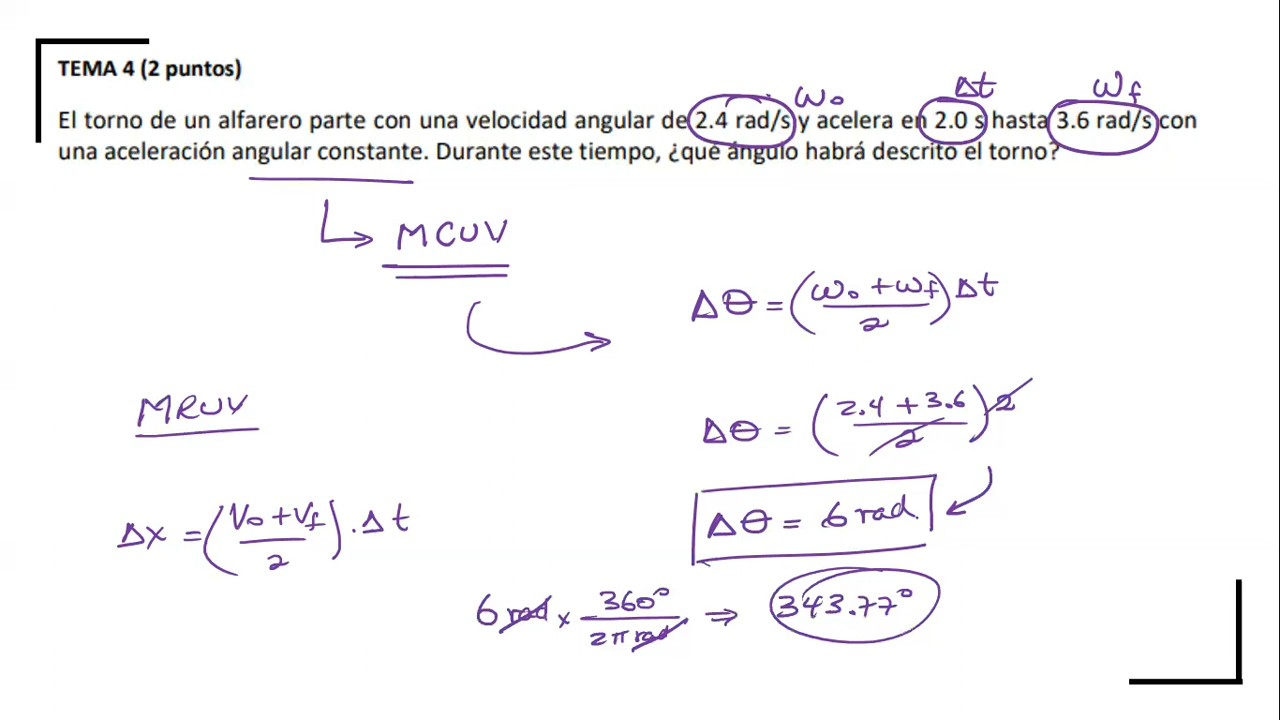 TEMA 4 (2 puntos)
ω₀ Δt ωf
El torno de un alfarero parte con una velocidad angular de 2.4 rad/s y acelera en 2.0 s hasta 3.6 rad/s con
una aceleración angular constante. Durante este tiempo, ¿qué ángulo habrá descrito el torno?
MCUV
Δθ = (ω₀ + ωf / 2) Δt
MRUV
Δθ = (2.4 + 3.6 / 2) 2
Δx = (V₀ + Vf / 2) . Δt
Δθ = 6 rad
6 rad x 360° / 2π rad ⇒ 343.77°